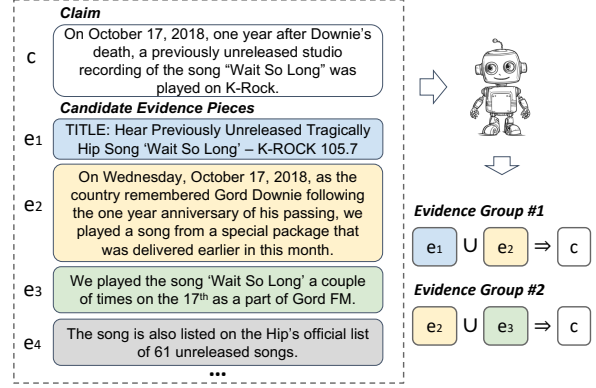 Claim
c
On October 17, 2018, one year after Downie's
death, a previously unreleased studio
recording of the song “Wait So Long” was
played on K-Rock.
Candidate Evidence Pieces
e1
TITLE: Hear Previously Unreleased Tragically
Hip Song ‘Wait So Long’ – K-ROCK 105.7
e2
On Wednesday, October 17, 2018, as the
country remembered Gord Downie following
the one year anniversary of his passing, we
played a song from a special package that
was delivered earlier in this month.
e3
We played the song ‘Wait So Long’ a couple
of times on the 17th as a part of Gord FM.
e4
The song is also listed on the Hip's official list
of 61 unreleased songs.
•••
Evidence Group #1
e1 ∪ e2 ⇒ c
Evidence Group #2
e2 ∪ e3 ⇒ c